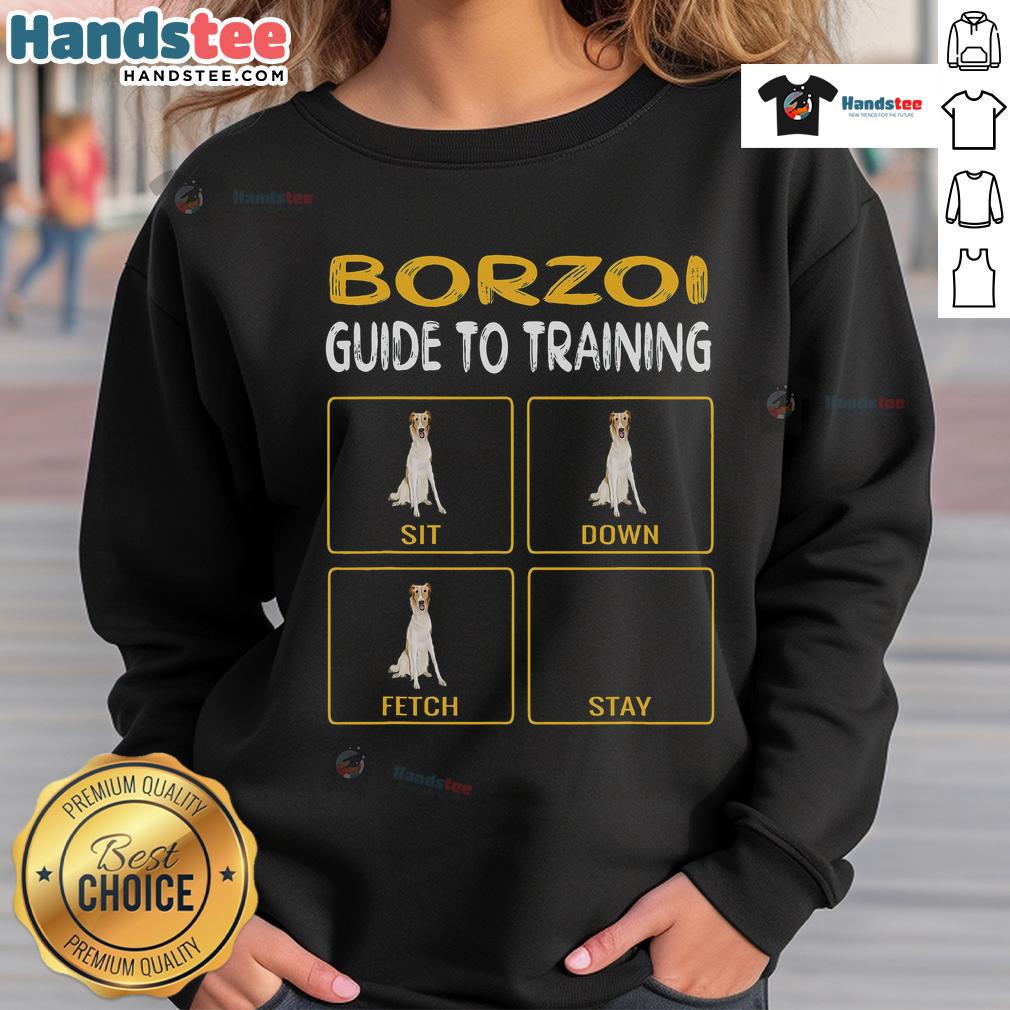 Handstee
HANDSTEE.COM
Handstee
NEW TRENDS FOR THE FUTURE
Handstee
BORZOI
GUIDE TO TRAINING
Handstee
SIT
DOWN
FETCH
STAY
Handstee
PREMIUM QUALITY
Best
CHOICE
PREMIUM QUALITY